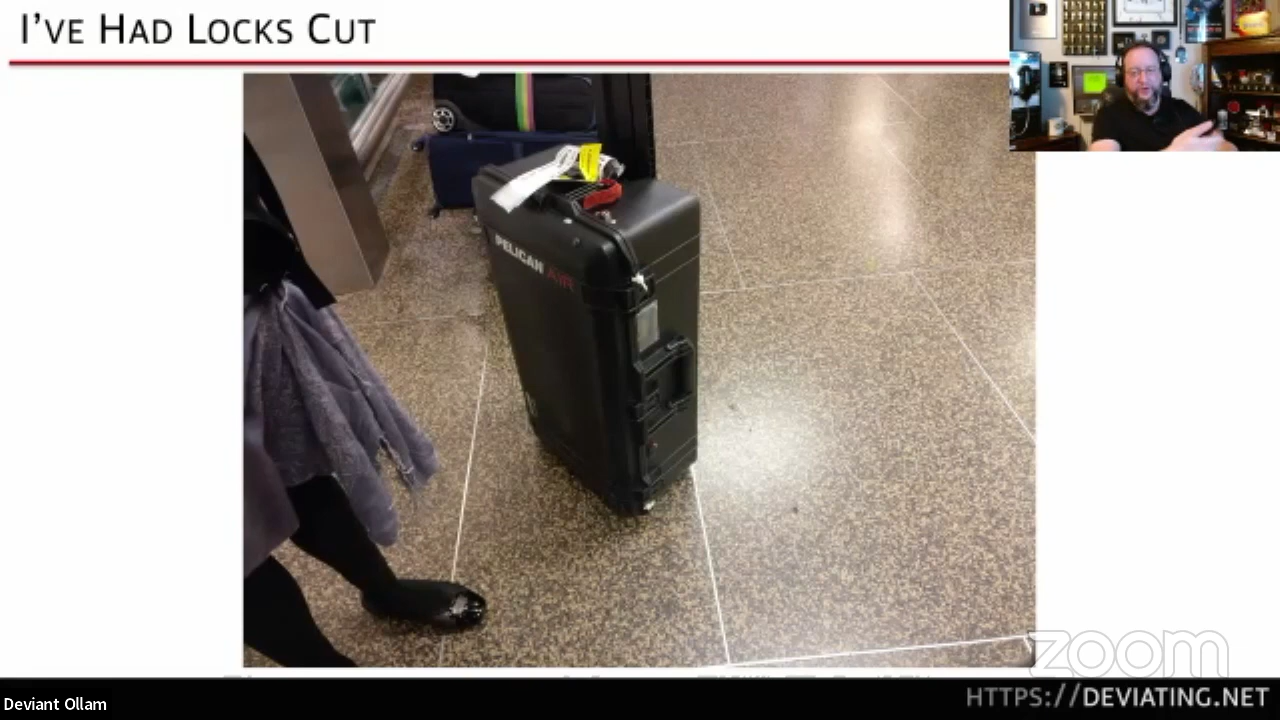 I'VE HAD LOCKS CUT
PELICAN AIR
zoom
Deviant Ollam
HTTPS://DEVIATING.NET